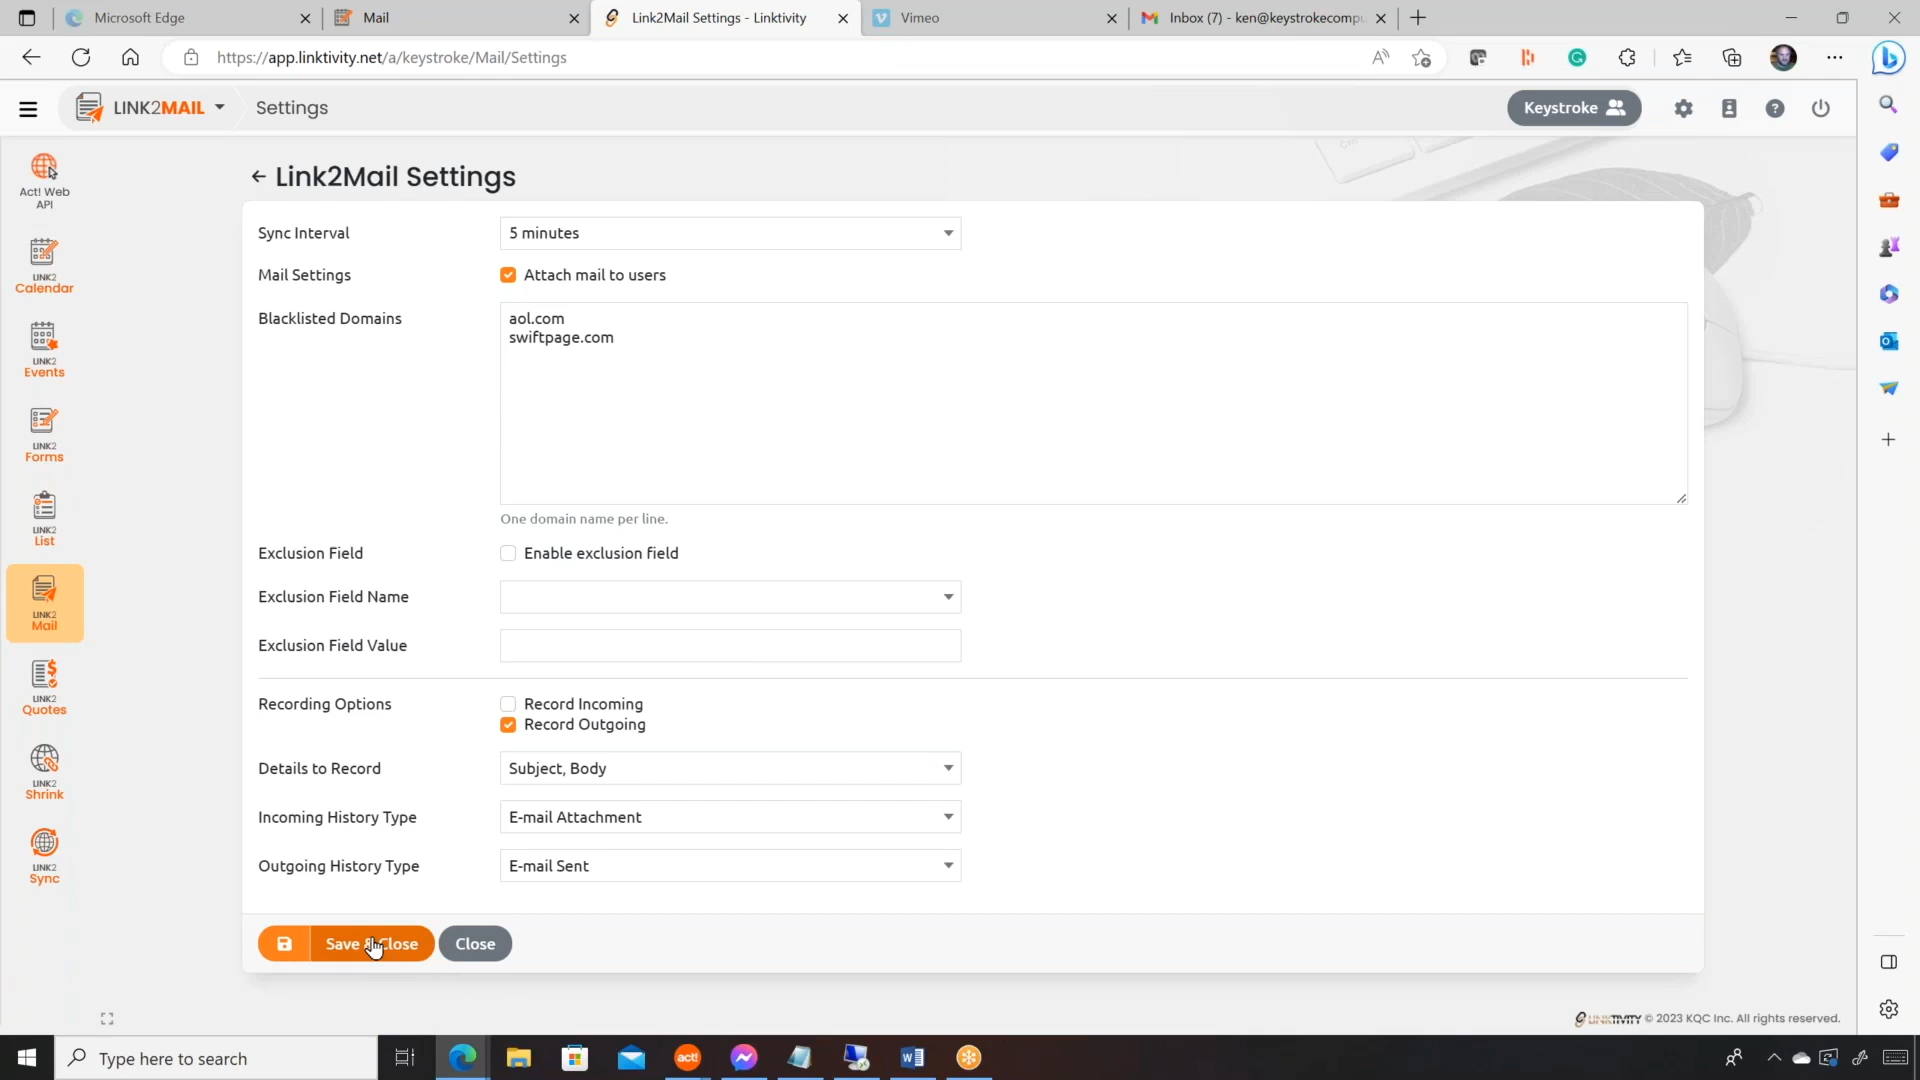 Microsoft Edge
Mail
Link2Mail Settings - Linktivity
Vimeo
Inbox (7) - ken@keystrokecompu
https://app.linktivity.net/a/keystroke/Mail/Settings
LINK2MAIL
Settings
Keystroke
Act! Web
API
LINK2
Calendar
LINK2
Events
LINK2
Forms
LINK2
List
LINK2
Mail
LINK2
Quotes
LINK2
Shrink
LINK2
Sync
Link2Mail Settings
Sync Interval
5 minutes
Mail Settings
Attach mail to users
Blacklisted Domains
aol.com
swiftpage.com
One domain name per line.
Exclusion Field
Enable exclusion field
Exclusion Field Name
Exclusion Field Value
Recording Options
Record Incoming
Record Outgoing
Details to Record
Subject, Body
Incoming History Type
E-mail Attachment
Outgoing History Type
E-mail Sent
Save & Close
Close
LINKTIVITY © 2023 KQC Inc. All rights reserved.
Type here to search
act!